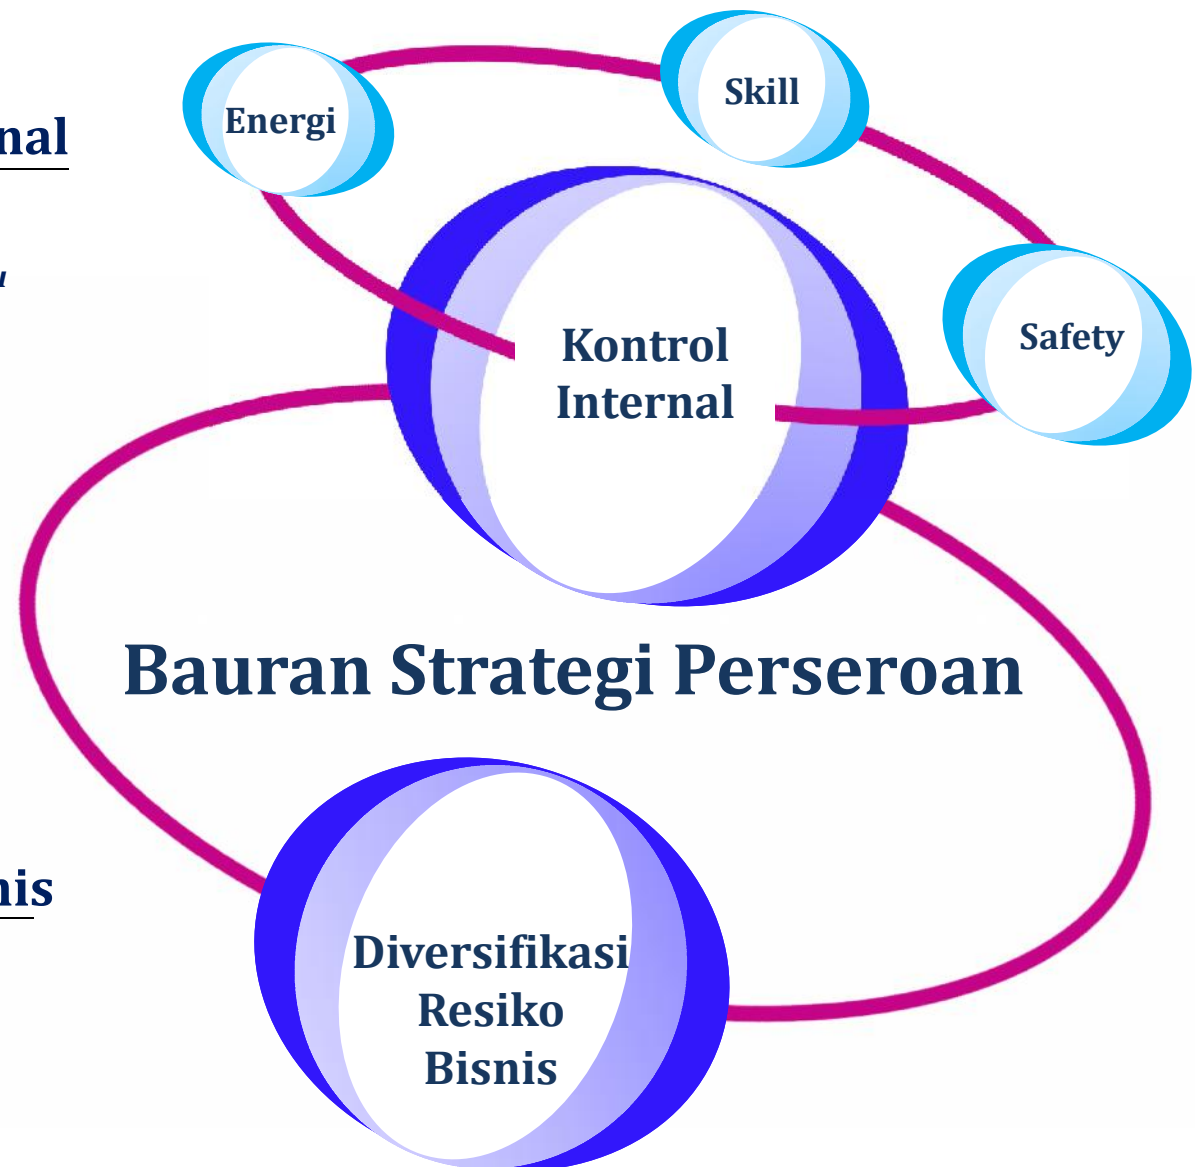 Energi
Skill
nal
Safety
Kontrol
Internal
Bauran Strategi Perseroan
nis
Diversifikasi
Resiko
Bisnis